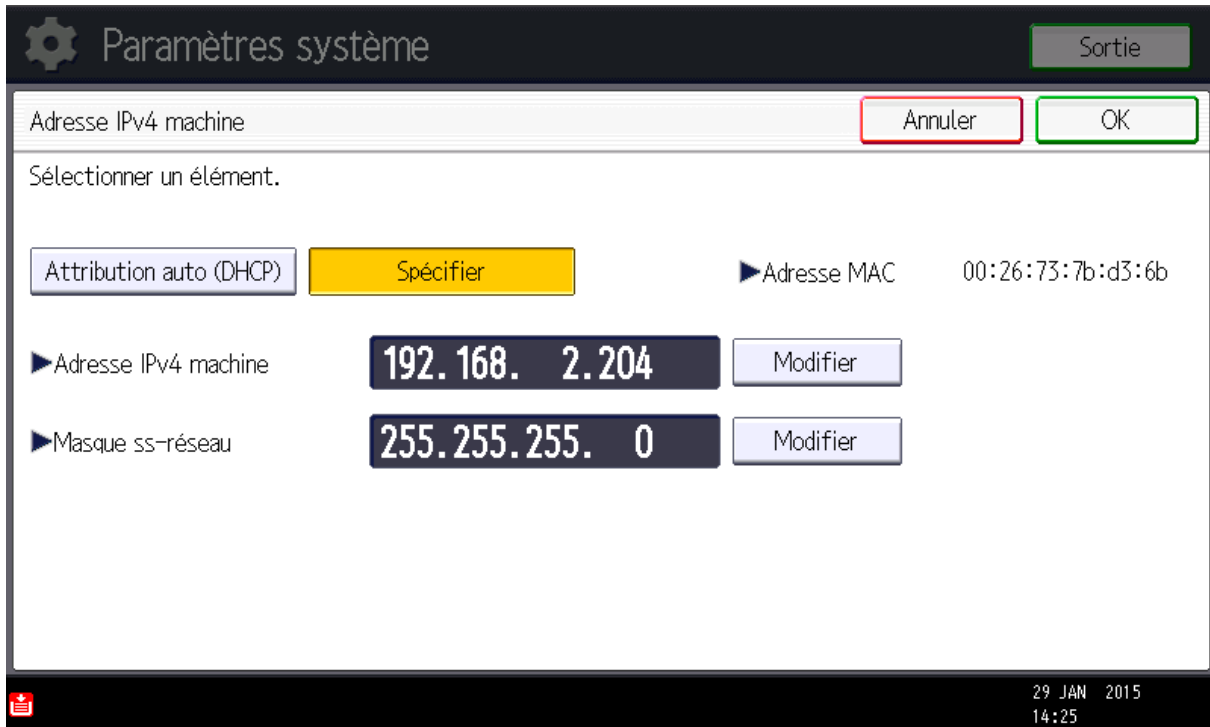 Paramètres système
Sortie
Adresse IPv4 machine
Annuler
OK
Sélectionner un élément.
Attribution auto (DHCP)
Spécifier
▶Adresse MAC 00:26:73:7b:d3:6b
▶Adresse IPv4 machine 192.168. 2.204 Modifier
▶Masque ss-réseau 255.255.255. 0 Modifier
29 JAN 2015
14:25